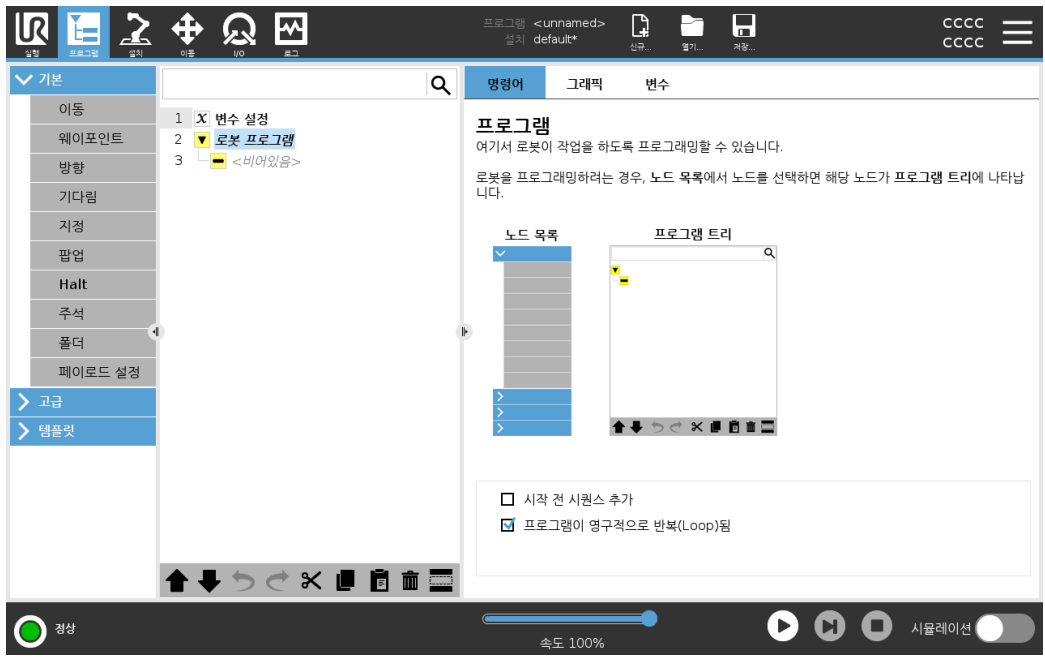 UR
실행
프로그램
설치
이동
I/O
로그
프로그램 <unnamed>
설치 default*
신규...
열기...
저장...
CCCC
CCCC
기본
이동
웨이포인트
방향
기다림
지정
팝업
Halt
주석
폴더
페이로드 설정
고급
템플릿
1 X 변수 설정
2 로봇 프로그램
3 <비어있음>
명령어 그래픽 변수
프로그램
여기서 로봇이 작업을 하도록 프로그래밍할 수 있습니다.
로봇을 프로그래밍하려는 경우, 노드 목록에서 노드를 선택하면 해당 노드가 프로그램 트리에 나타납
니다.
노드 목록
프로그램 트리
시작 전 시퀀스 추가
프로그램이 영구적으로 반복(Loop)됨
정상
속도 100%
시뮬레이션